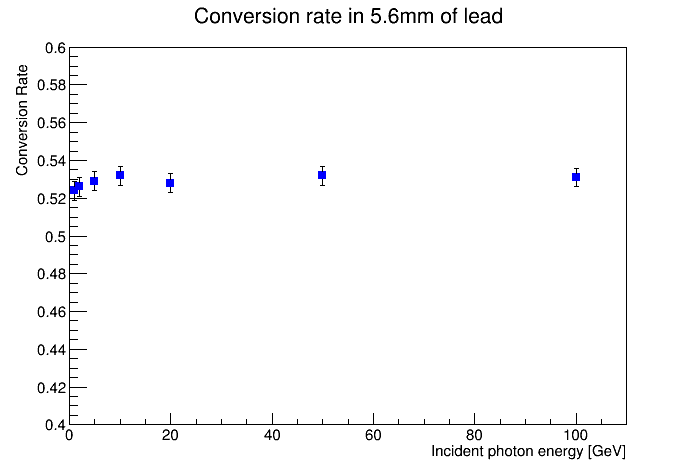 Conversion rate in 5.6mm of lead
Conversion Rate
0.6
0.58
0.56
0.54
0.52
0.5
0.48
0.46
0.44
0.42
0.4
0 20 40 60 80 100
Incident photon energy [GeV]